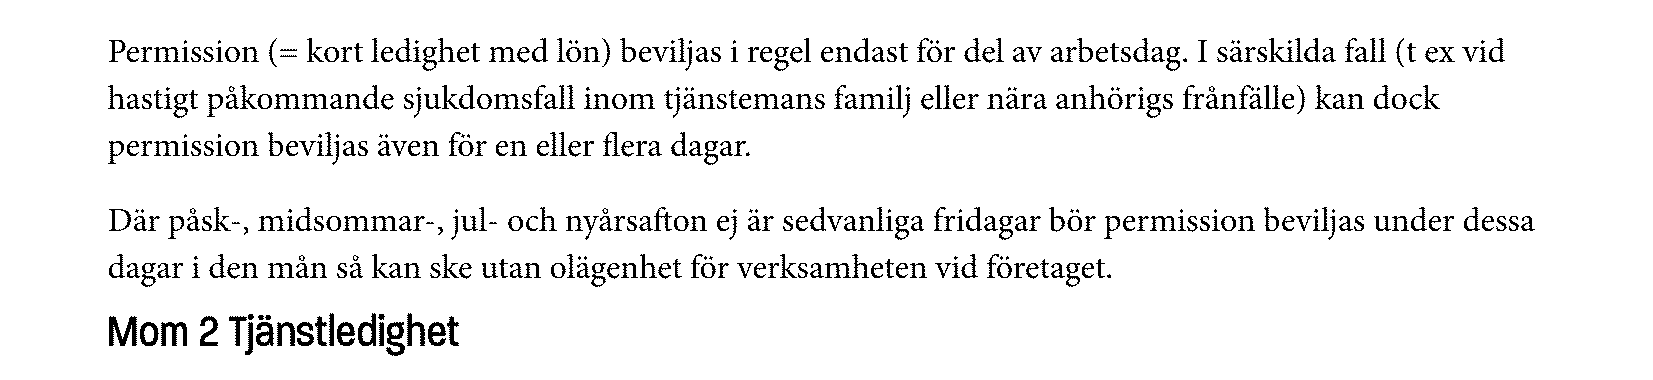 Permission (= kort ledighet med lön) beviljas i regel endast för del av arbetsdag. I särskilda fall (t ex vid
hastigt påkommande sjukdomsfall inom tjänstemans familj eller nära anhörigs frånfälle) kan dock
permission beviljas även för en eller flera dagar.
Där påsk-, midsommar-, jul- och nyårsafton ej är sedvanliga fridagar bör permission beviljas under dessa
dagar i den mån så kan ske utan olägenhet för verksamheten vid företaget.
Mom 2 Tjänstledighet